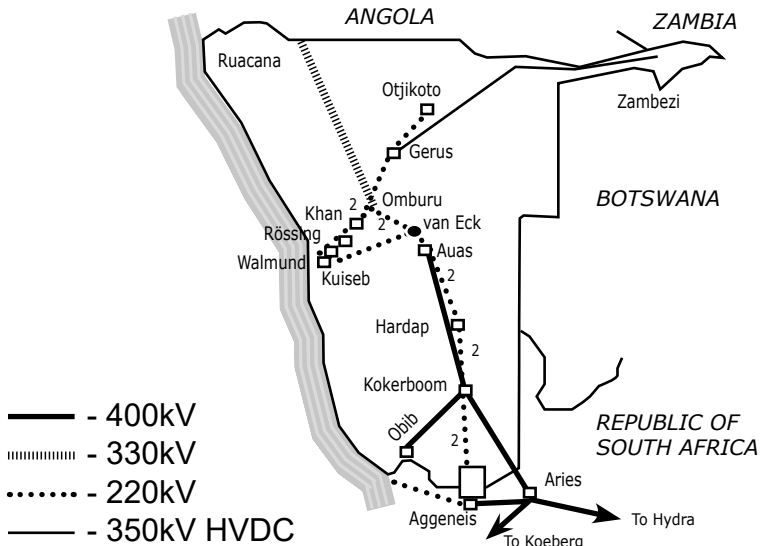 ANGOLA
ZAMBIA
Ruacana
Otjikoto
Zambezi
Gerus
BOTSWANA
Omburu
2
Khan
2
van Eck
Rössing
Auas
Walmund
Kuiseb
2
Hardap
2
Kokerboom
- 400kV
Obib
REPUBLIC OF
SOUTH AFRICA
2
- 330kV
Aries
- 220kV
Aggeneis
To Hydra
- 350kV HVDC
To Koeberg